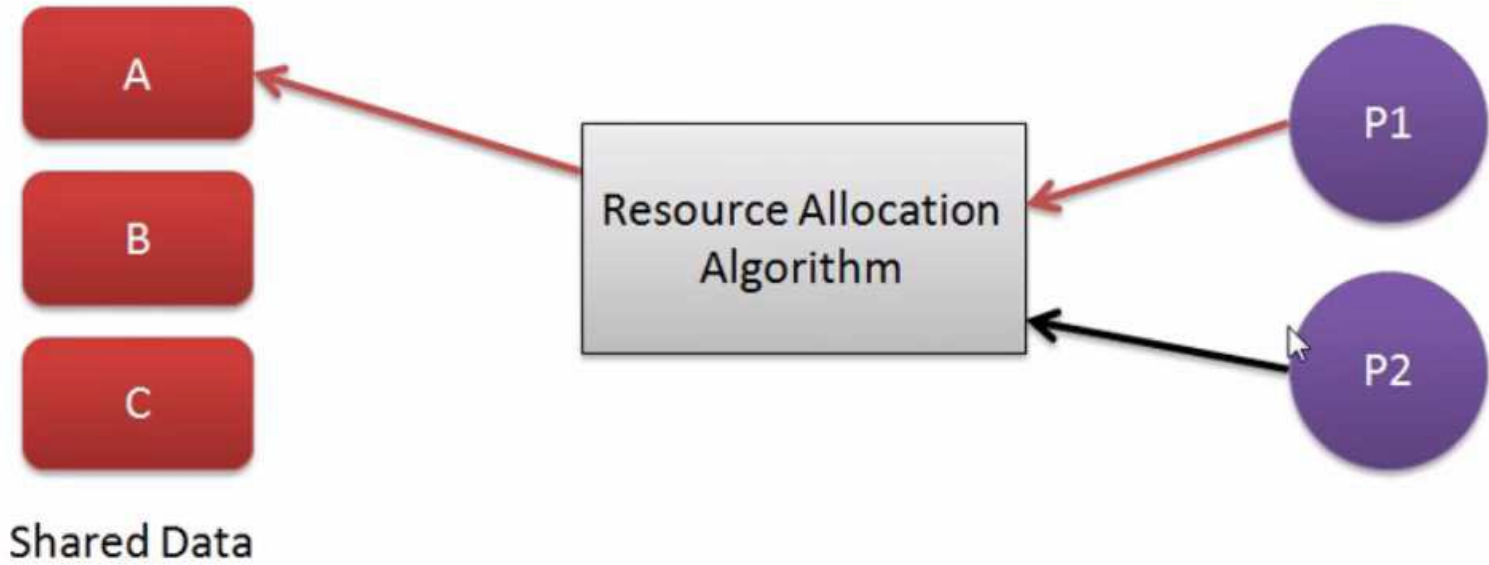 A
B
C
Shared Data
Resource Allocation
Algorithm
P1
P2